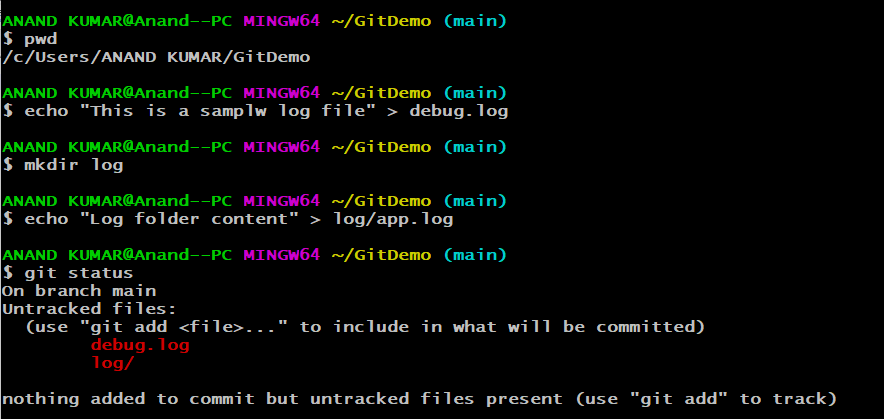 ANAND KUMAR@Anand--PC MINGW64 ~/GitDemo (main)
$ pwd
/c/Users/ANAND KUMAR/GitDemo
ANAND KUMAR@Anand--PC MINGW64 ~/GitDemo (main)
$ echo "This is a samplw log file" > debug.log
ANAND KUMAR@Anand--PC MINGW64 ~/GitDemo (main)
$ mkdir log
ANAND KUMAR@Anand--PC MINGW64 ~/GitDemo (main)
$ echo "Log folder content" > log/app.log
ANAND KUMAR@Anand--PC MINGW64 ~/GitDemo (main)
$ git status
On branch main
Untracked files:
  (use "git add <file>..." to include in what will be committed)
        debug.log
        log/
nothing added to commit but untracked files present (use "git add" to track)